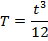 T = t³/12